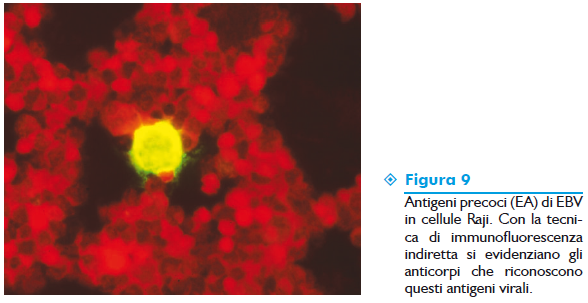 Figura 9
Antigeni precoci (EA) di EBV
in cellule Raji. Con la tecni-
ca di immunofluorescenza
indiretta si evidenziano gli
anticorpi che riconoscono
questi antigeni virali.